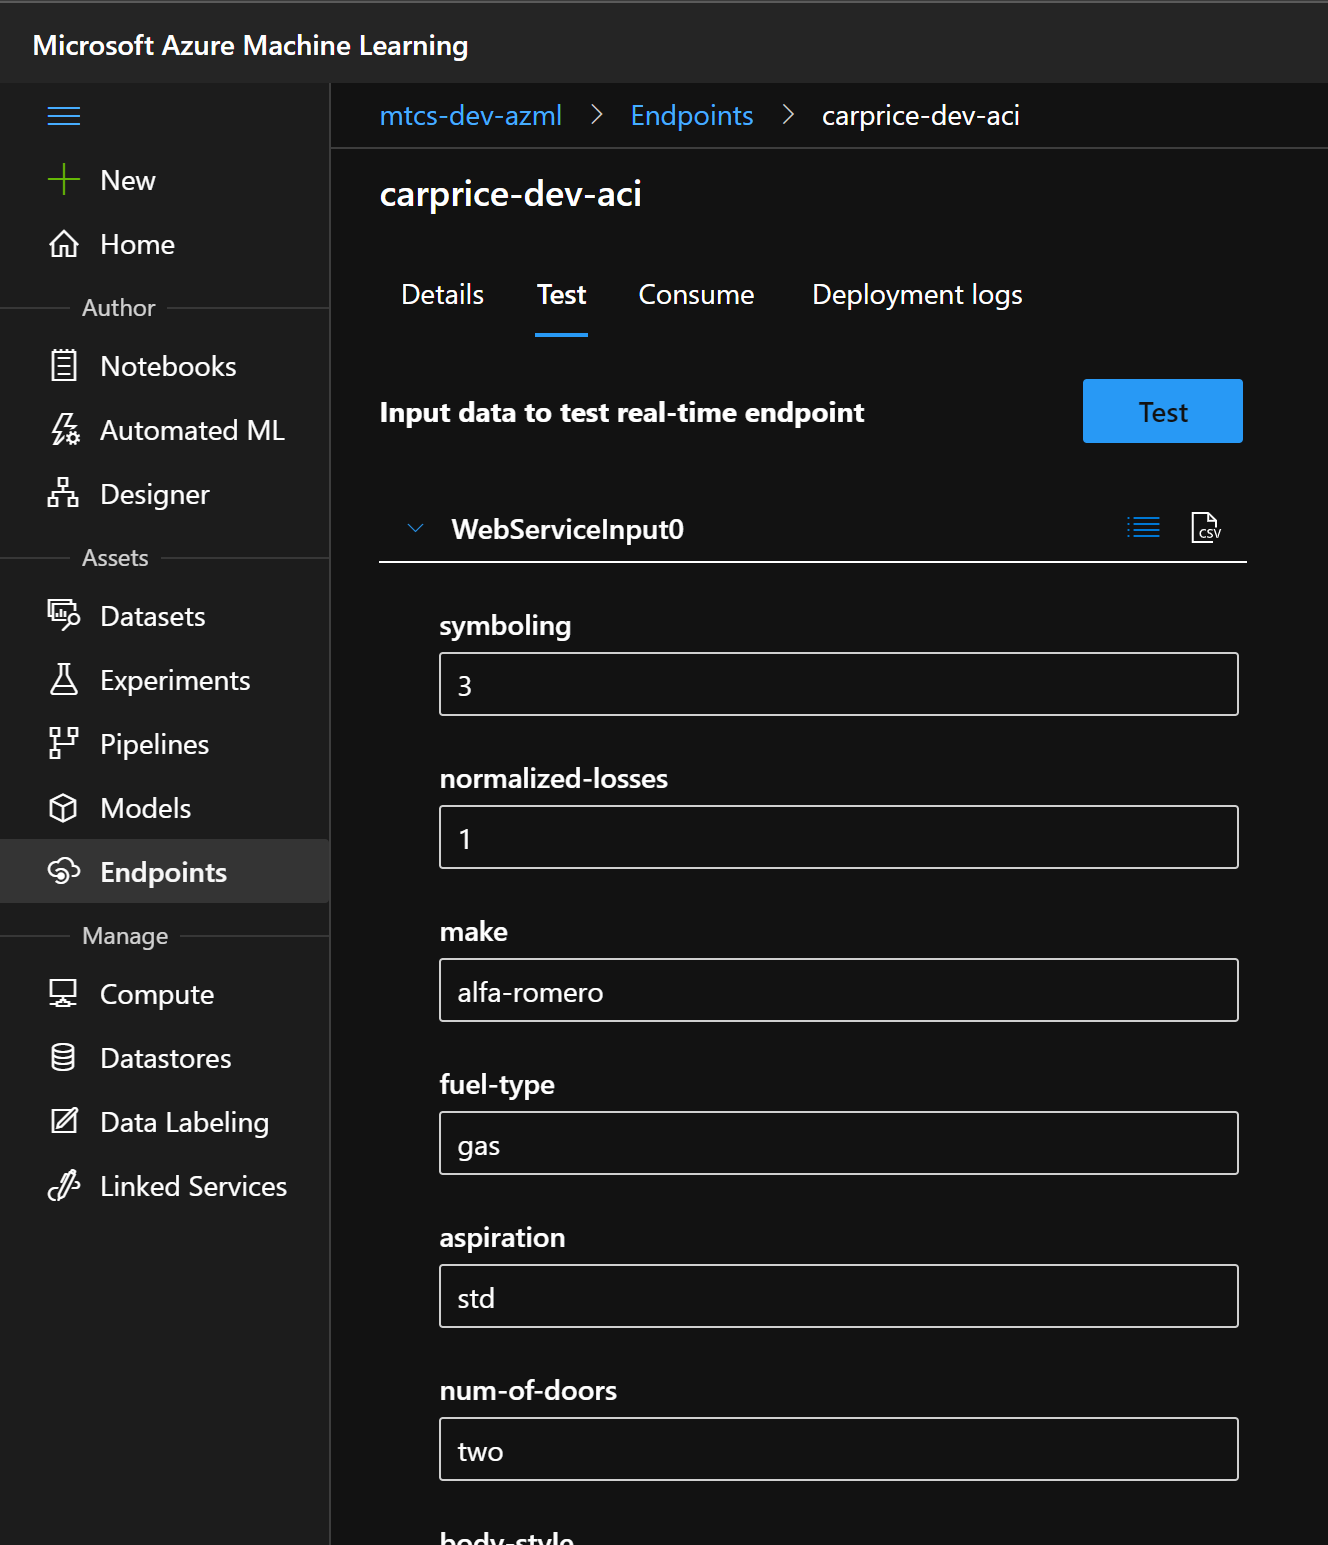 Microsoft Azure Machine Learning
mtcs-dev-azml > Endpoints > carprice-dev-aci
New
Home
Author
Notebooks
Automated ML
Designer
Assets
Datasets
Experiments
Pipelines
Models
Endpoints
Manage
Compute
Datastores
Data Labeling
Linked Services
carprice-dev-aci
Details Test Consume Deployment logs
Input data to test real-time endpoint Test
WebServiceInput0 CSV
symboling
3
normalized-losses
1
make
alfa-romero
fuel-type
gas
aspiration
std
num-of-doors
two
body-style